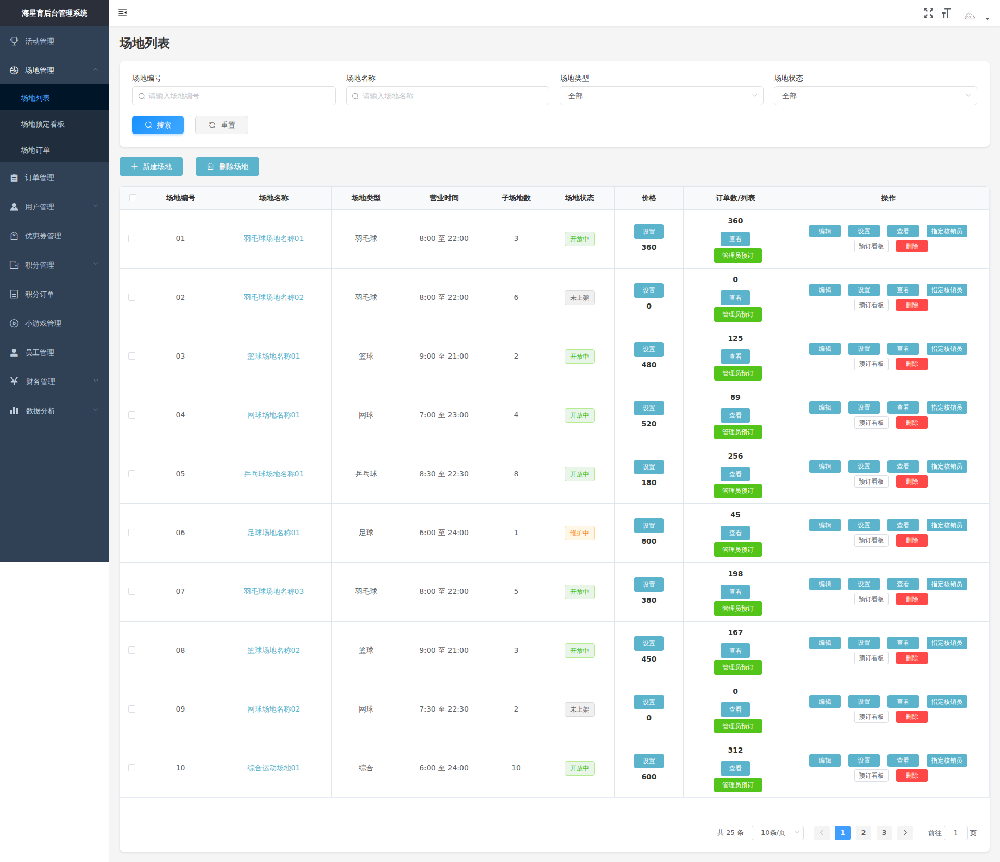 海星育后台管理系统
活动管理
场地管理
场地列表
场地预定看板
场地订单
订单管理
用户管理
优惠券管理
积分管理
积分订单
小游戏管理
员工管理
财务管理
数据分析
场地列表
场地编号 场地名称 场地类型 场地状态
请输入场地编号 请输入场地名称 全部 全部
搜索 重置
新建场地 删除场地
场地编号 场地名称 场地类型 营业时间 子场地数 场地状态 价格 订单数/列表 操作
01 羽毛球场地名称01 羽毛球 8:00 至 22:00 3 开放中 设置 360 360 查看 管理员预订 编辑 设置 查看 指定核销员 预订看板 删除
02 羽毛球场地名称02 羽毛球 8:00 至 22:00 6 未上架 设置 0 0 查看 管理员预订 编辑 设置 查看 指定核销员 预订看板 删除
03 篮球场地名称01 篮球 9:00 至 21:00 2 开放中 设置 480 125 查看 管理员预订 编辑 设置 查看 指定核销员 预订看板 删除
04 网球场地名称01 网球 7:00 至 23:00 4 开放中 设置 520 89 查看 管理员预订 编辑 设置 查看 指定核销员 预订看板 删除
05 乒乓球场地名称01 乒乓球 8:30 至 22:30 8 开放中 设置 180 256 查看 管理员预订 编辑 设置 查看 指定核销员 预订看板 删除
06 足球场地名称01 足球 6:00 至 24:00 1 维护中 设置 800 45 查看 管理员预订 编辑 设置 查看 指定核销员 预订看板 删除
07 羽毛球场地名称03 羽毛球 8:00 至 22:00 5 开放中 设置 380 198 查看 管理员预订 编辑 设置 查看 指定核销员 预订看板 删除
08 篮球场地名称02 篮球 9:00 至 21:00 3 开放中 设置 450 167 查看 管理员预订 编辑 设置 查看 指定核销员 预订看板 删除
09 网球场地名称02 网球 7:30 至 22:30 2 未上架 设置 0 0 查看 管理员预订 编辑 设置 查看 指定核销员 预订看板 删除
10 综合运动场地01 综合 6:00 至 24:00 10 开放中 设置 600 312 查看 管理员预订 编辑 设置 查看 指定核销员 预订看板 删除
共 25 条 10条/页 1 2 3 前往 1 页